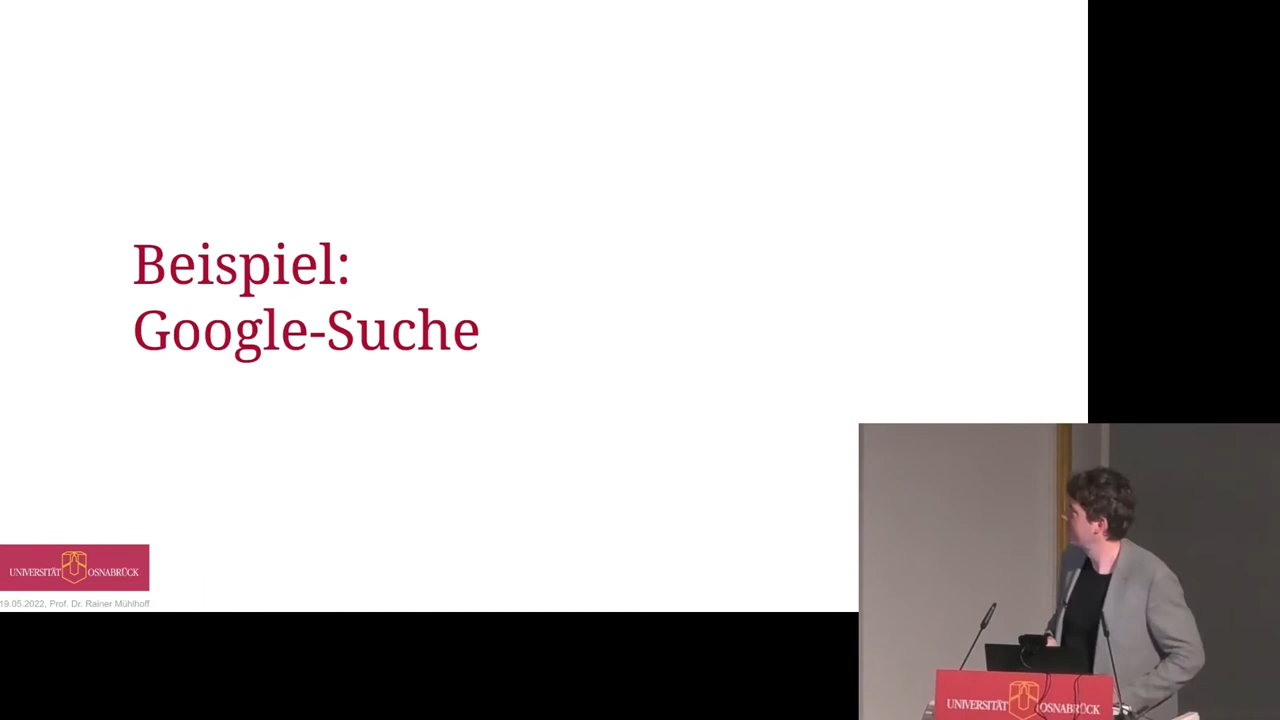 Beispiel:
Google-Suche
UNIVERSITÄT OSNABRÜCK
19.05.2022, Prof. Dr. Rainer Mühlhoff
UNIVERSITÄT OSNABRÜCK